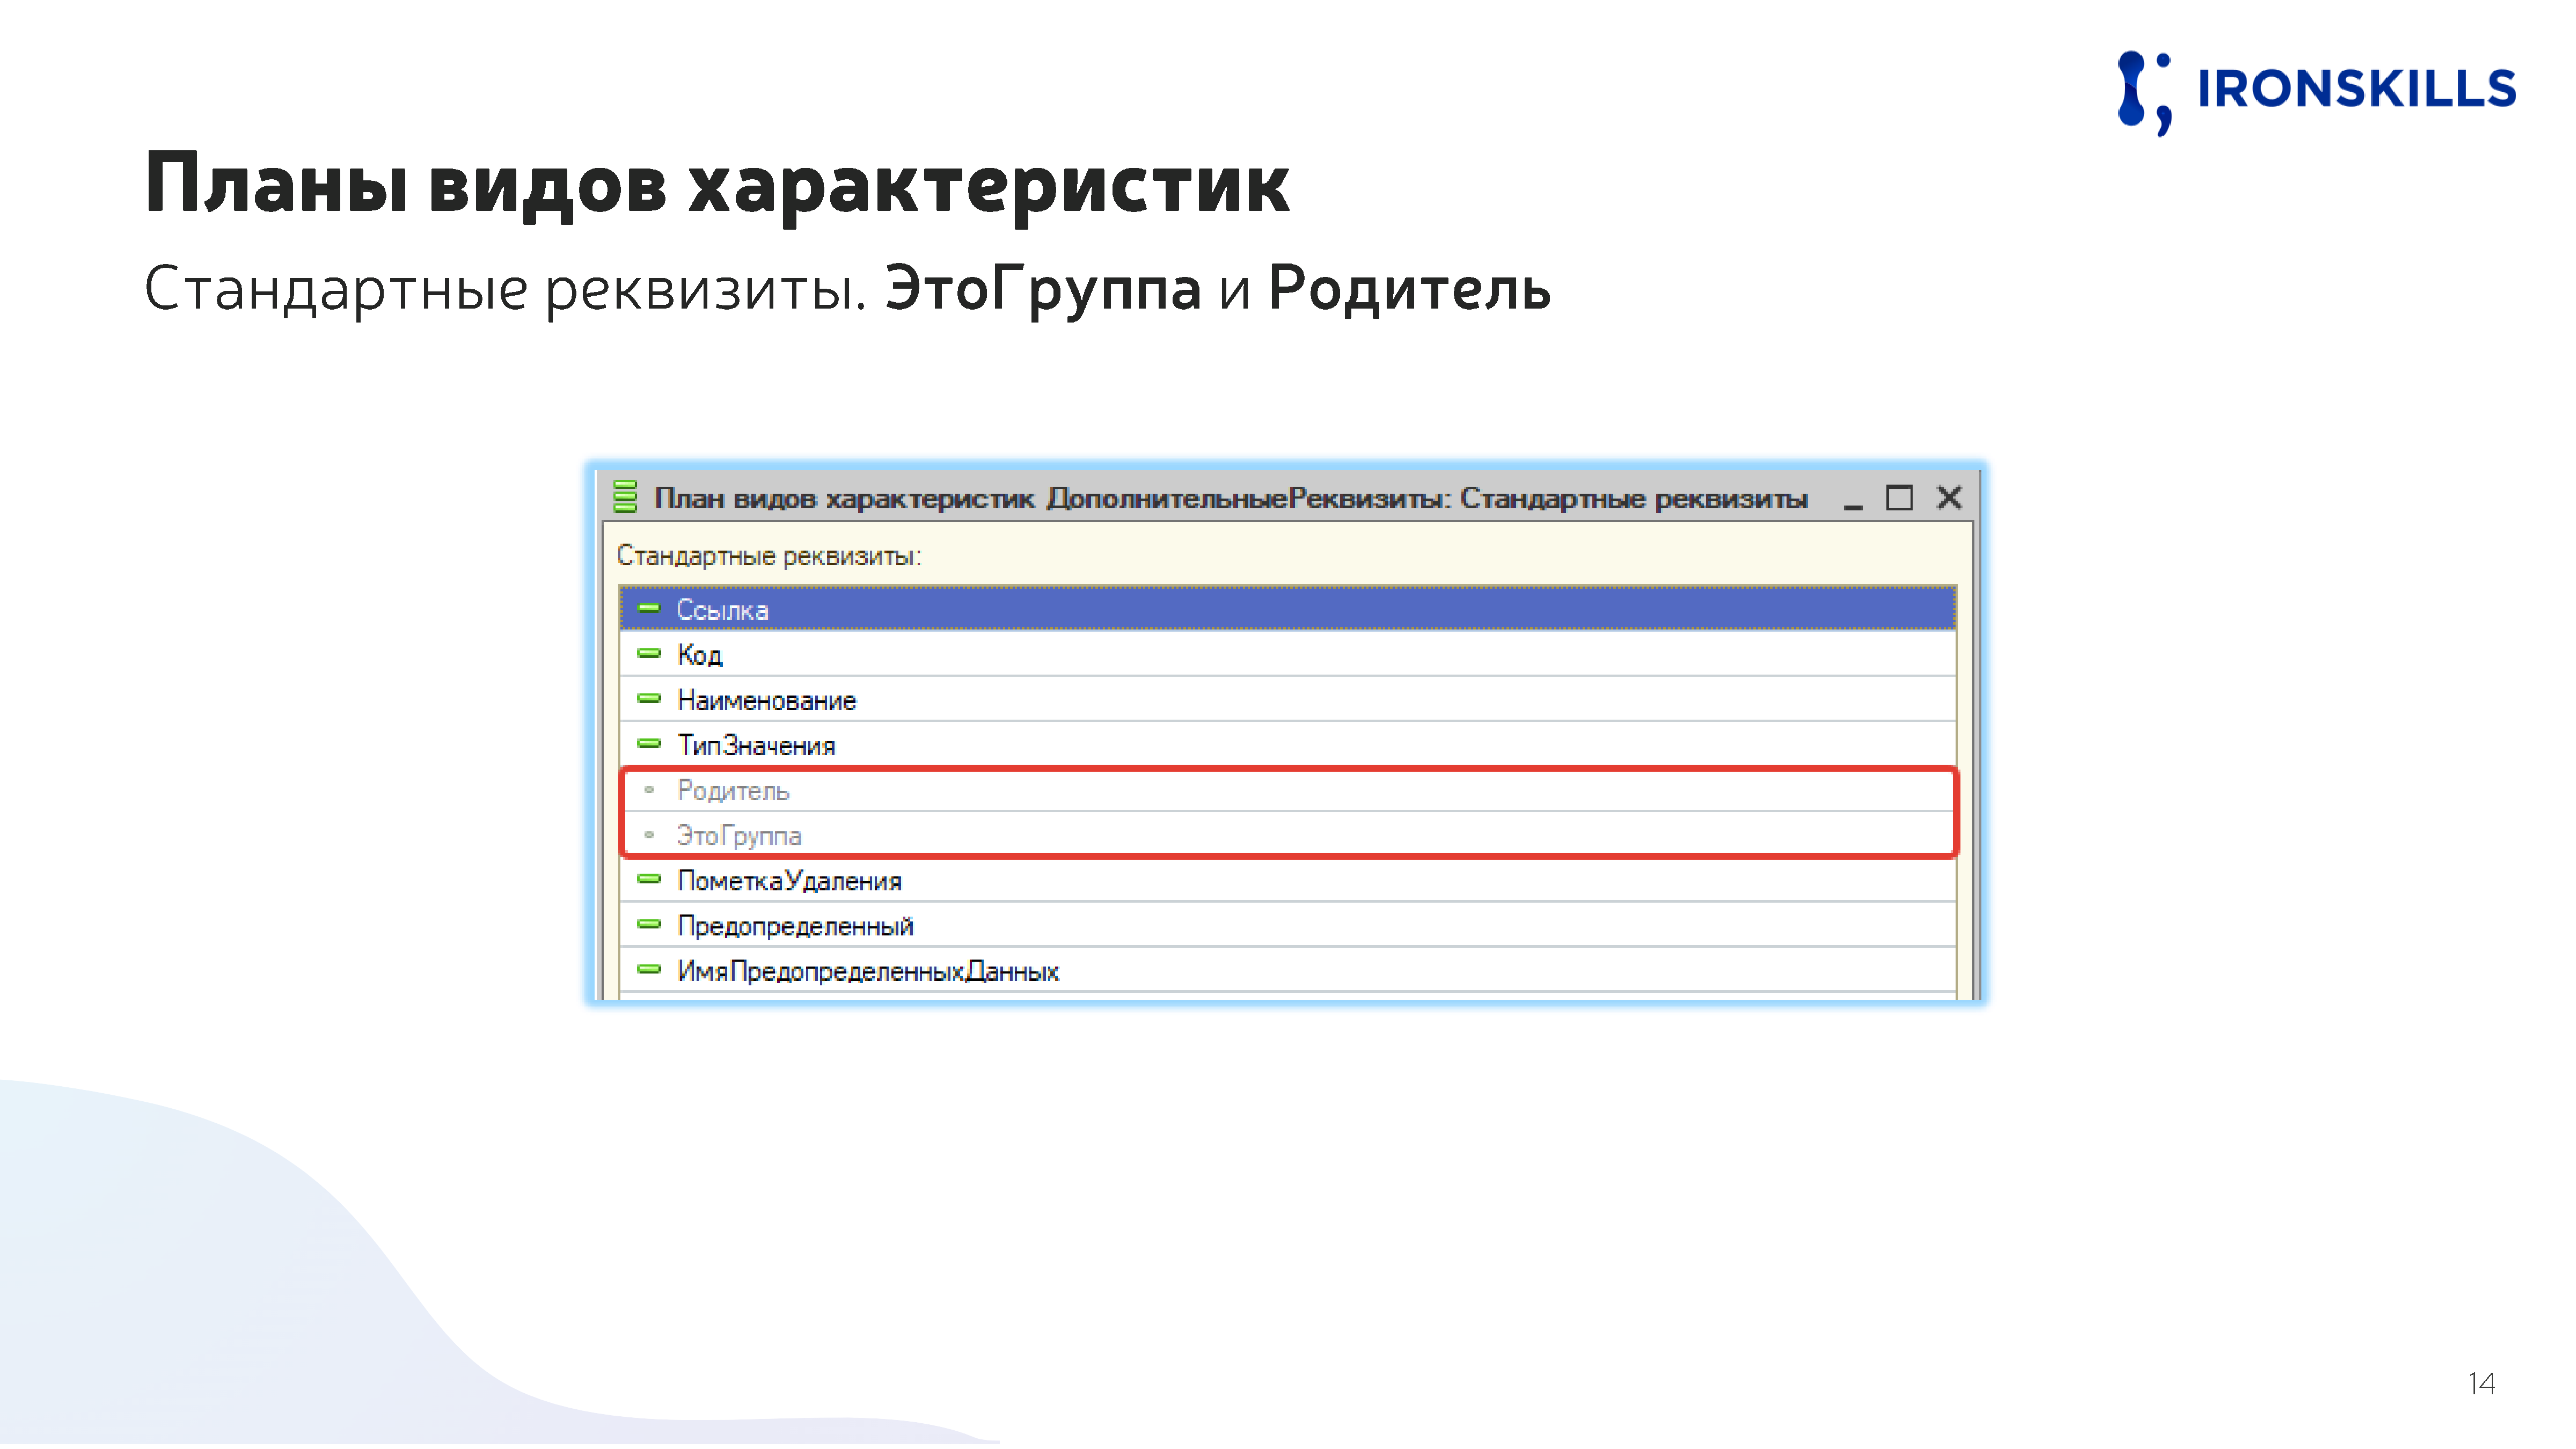 IRONSKILLS
Планы видов характеристик
Стандартные реквизиты. ЭтоГруппа и Родитель
План видов характеристик ДополнительныеРеквизиты: Стандартные реквизиты
Стандартные реквизиты:
Ссылка
Код
Наименование
ТипЗначения
Родитель
ЭтоГруппа
ПометкаУдаления
Предопределенный
ИмяПредопределенныхДанных
14